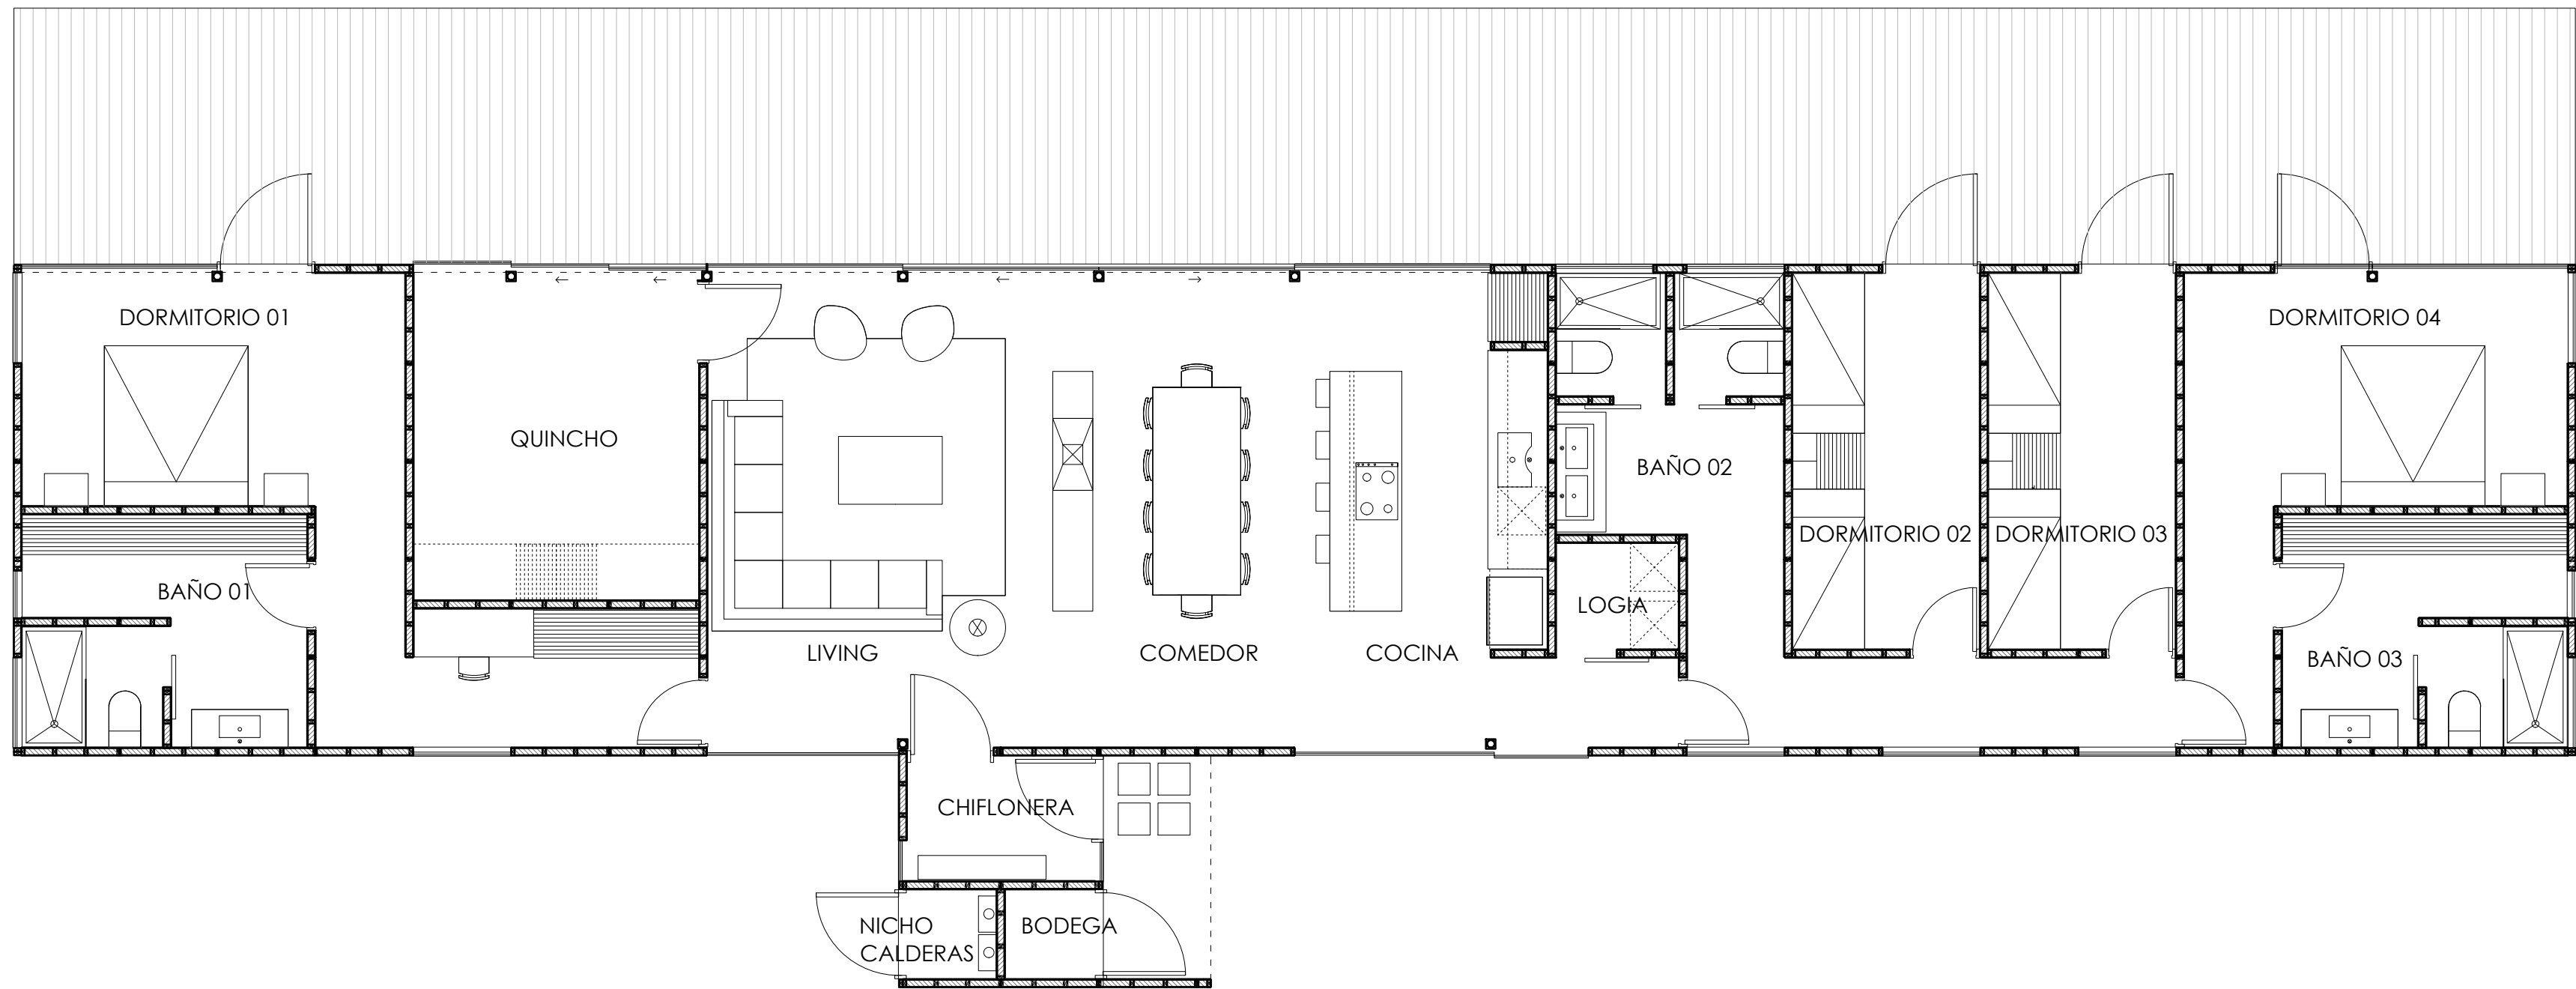 DORMITORIO 01
DORMITORIO 04
QUINCHO
BAÑO 02
DORMITORIO 02
DORMITORIO 03
BAÑO 01
LOGIA
LIVING
COMEDOR
COCINA
BAÑO 03
CHIFLONERA
NICHO
CALDERAS
BODEGA